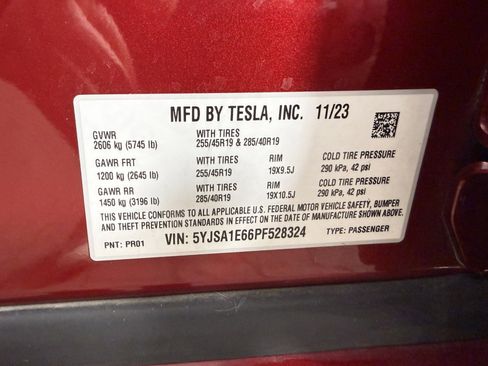 MFD BY TESLA, INC. 11/23
GVWR
2606 kg (5745 lb)
WITH TIRES
255/45R19 & 285/40R19
GAWR FRT
1200 kg (2645 lb)
WITH TIRES
255/45R19
RIM
19X9.5J
COLD TIRE PRESSURE
290 kPa, 42 psi
GAWR RR
1450 kg (3196 lb)
WITH TIRES
285/40R19
RIM
19X10.5J
COLD TIRE PRESSURE
290 kPa, 42 psi
THIS VEHICLE CONFORMS TO ALL APPLICABLE U.S. FEDERAL MOTOR VEHICLE SAFETY, BUMPER
AND THEFT PREVENTION STANDARDS IN EFFECT ON THE DATE OF MANUFACTURE SHOWN ABOVE.
PNT: PR01
VIN: 5YJSA1E66PF528324
TYPE: PASSENGER